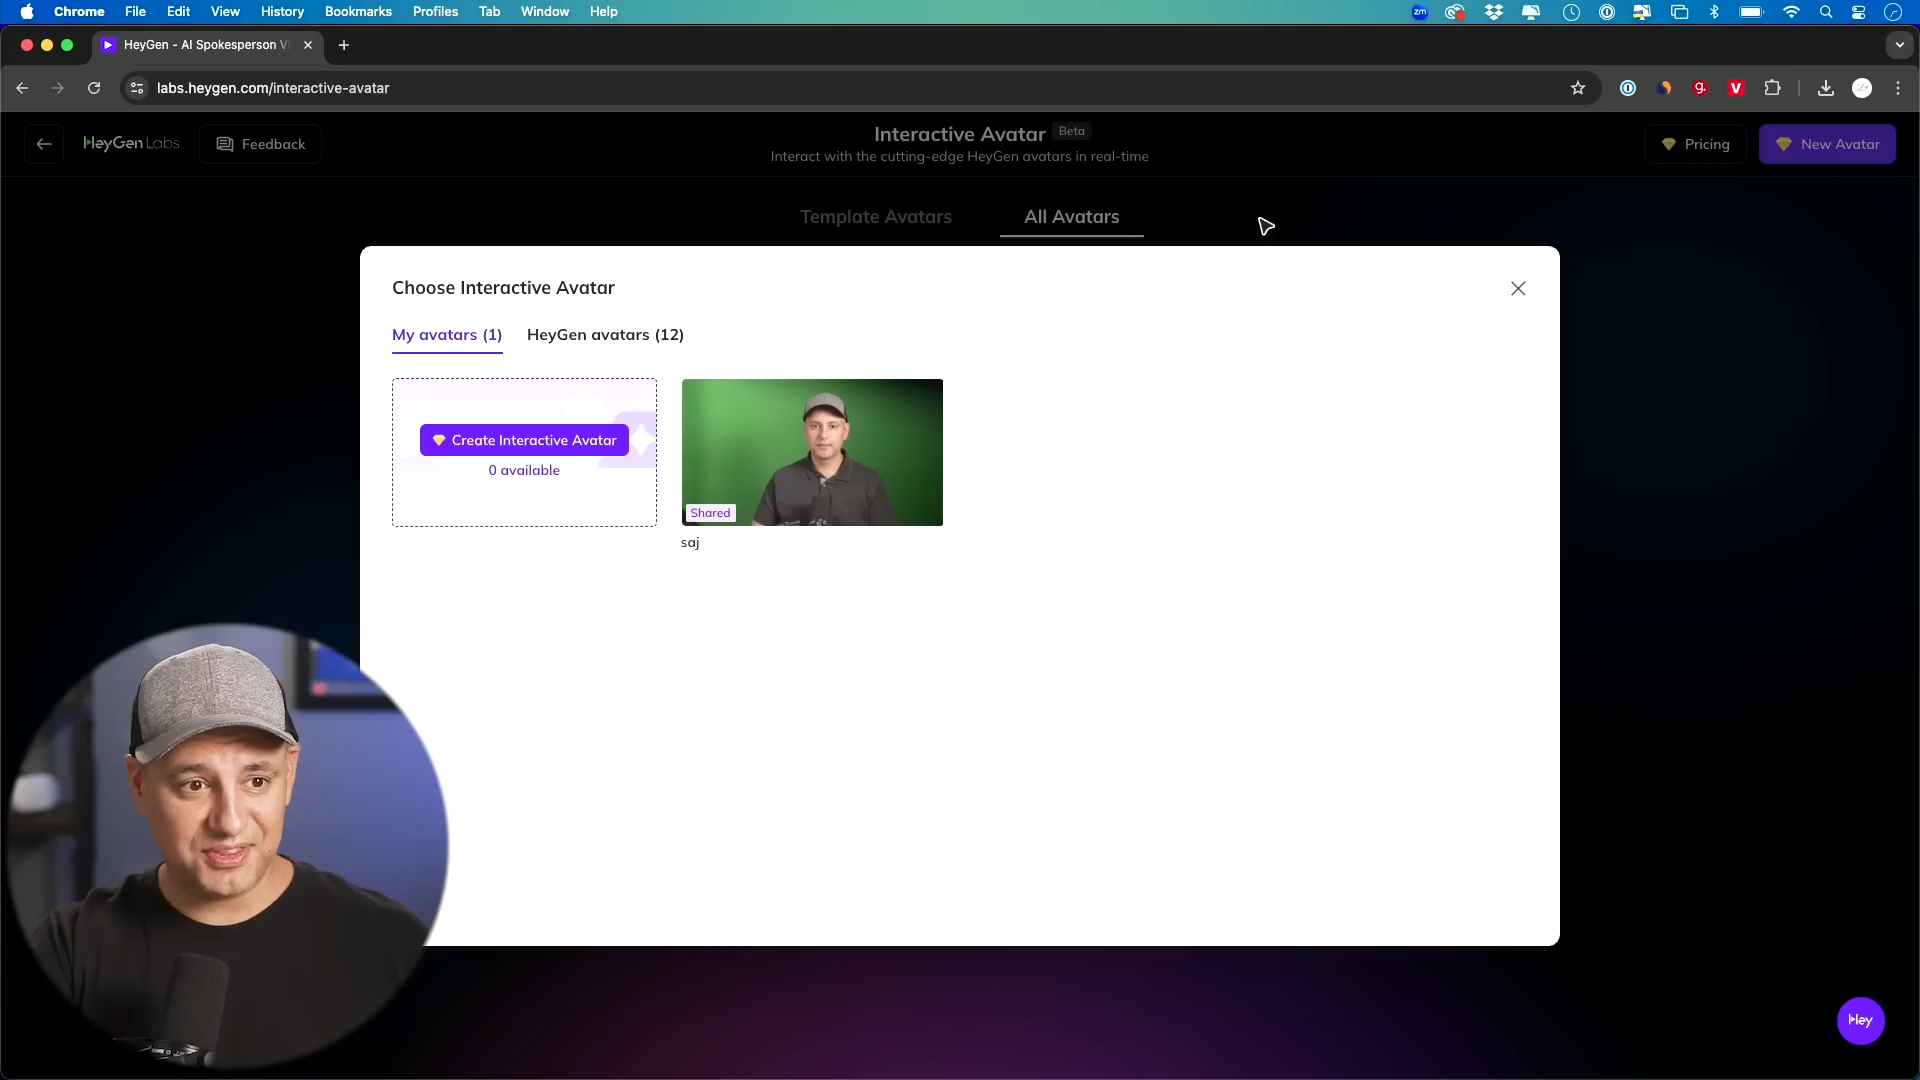 Chrome File Edit View History Bookmarks Profiles Tab Window Help
zm
HeyGen - AI Spokesperson Vi
labs.heygen.com/interactive-avatar
g.
V
HeyGen Labs
Feedback
Interactive Avatar Beta
Interact with the cutting-edge HeyGen avatars in real-time
Pricing
New Avatar
Template Avatars
All Avatars
Choose Interactive Avatar
My avatars (1)
HeyGen avatars (12)
Create Interactive Avatar
0 available
Shared
saj
Hey